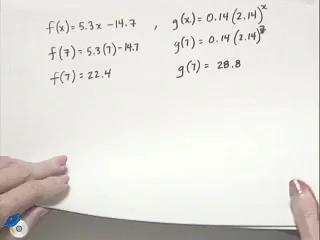 f(x) = 5.3x - 14.7 , g(x) = 0.14(2.14)^x
f(7) = 5.3(7) - 14.7 g(7) = 0.14(2.14)^7
f(7) = 22.4 g(7) = 28.8